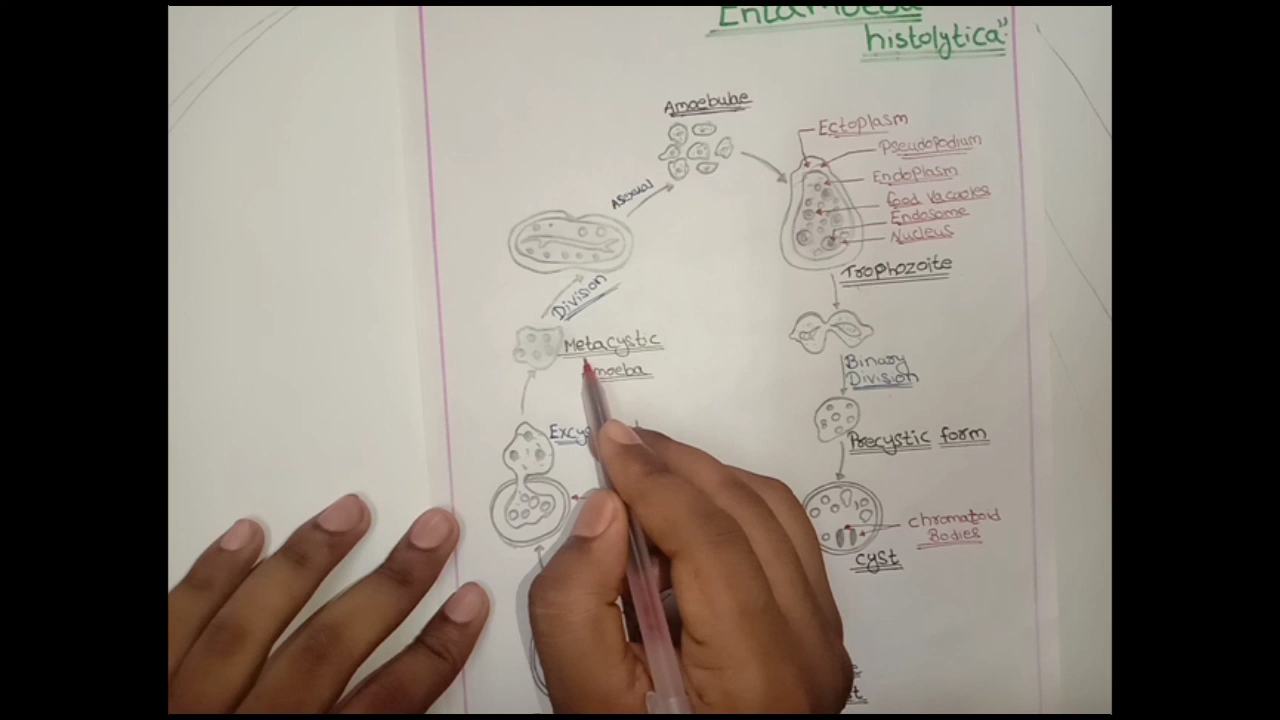 Entamoeba
histolytica"
Amoebulae
Ectoplasm
Pseudopodium
Endoplasm
food Vacuoles
Endosome
Nucleus
Trophozoite
Asexual
Division
Metacystic
Amoeba
Binary
Division
Precystic form
chromatoid
Bodies
cyst